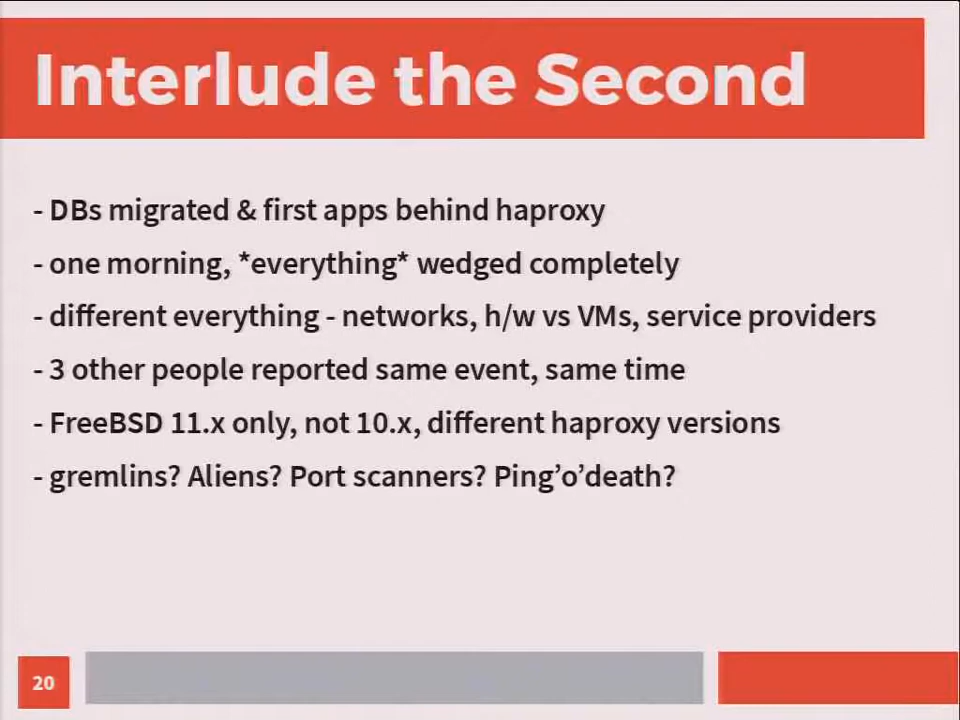 Interlude the Second
- DBs migrated & first apps behind haproxy
- one morning, *everything* wedged completely
- different everything - networks, h/w vs VMs, service providers
- 3 other people reported same event, same time
- FreeBSD 11.x only, not 10.x, different haproxy versions
- gremlins? Aliens? Port scanners? Ping’o’death?
20